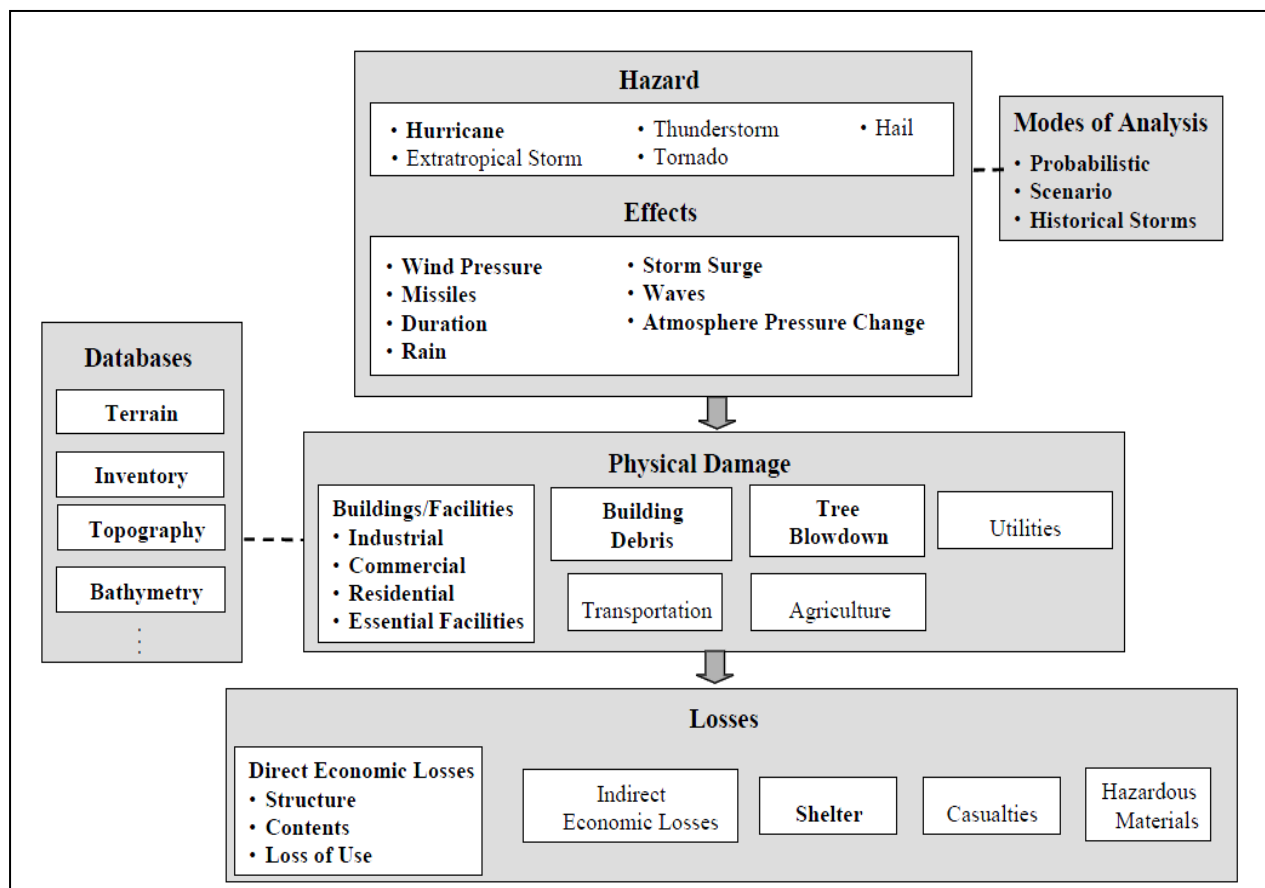 Hazard
• Hurricane
• Extratropical Storm
• Thunderstorm
• Tornado
• Hail
Effects
• Wind Pressure
• Missiles
• Duration
• Rain
• Storm Surge
• Waves
• Atmosphere Pressure Change
Modes of Analysis
• Probabilistic
• Scenario
• Historical Storms
Databases
Terrain
Inventory
Topography
Bathymetry
Physical Damage
Buildings/Facilities
• Industrial
• Commercial
• Residential
• Essential Facilities
Building
Debris
Tree
Blowdown
Utilities
Transportation
Agriculture
Losses
Direct Economic Losses
• Structure
• Contents
• Loss of Use
Indirect
Economic Losses
Shelter
Casualties
Hazardous
Materials